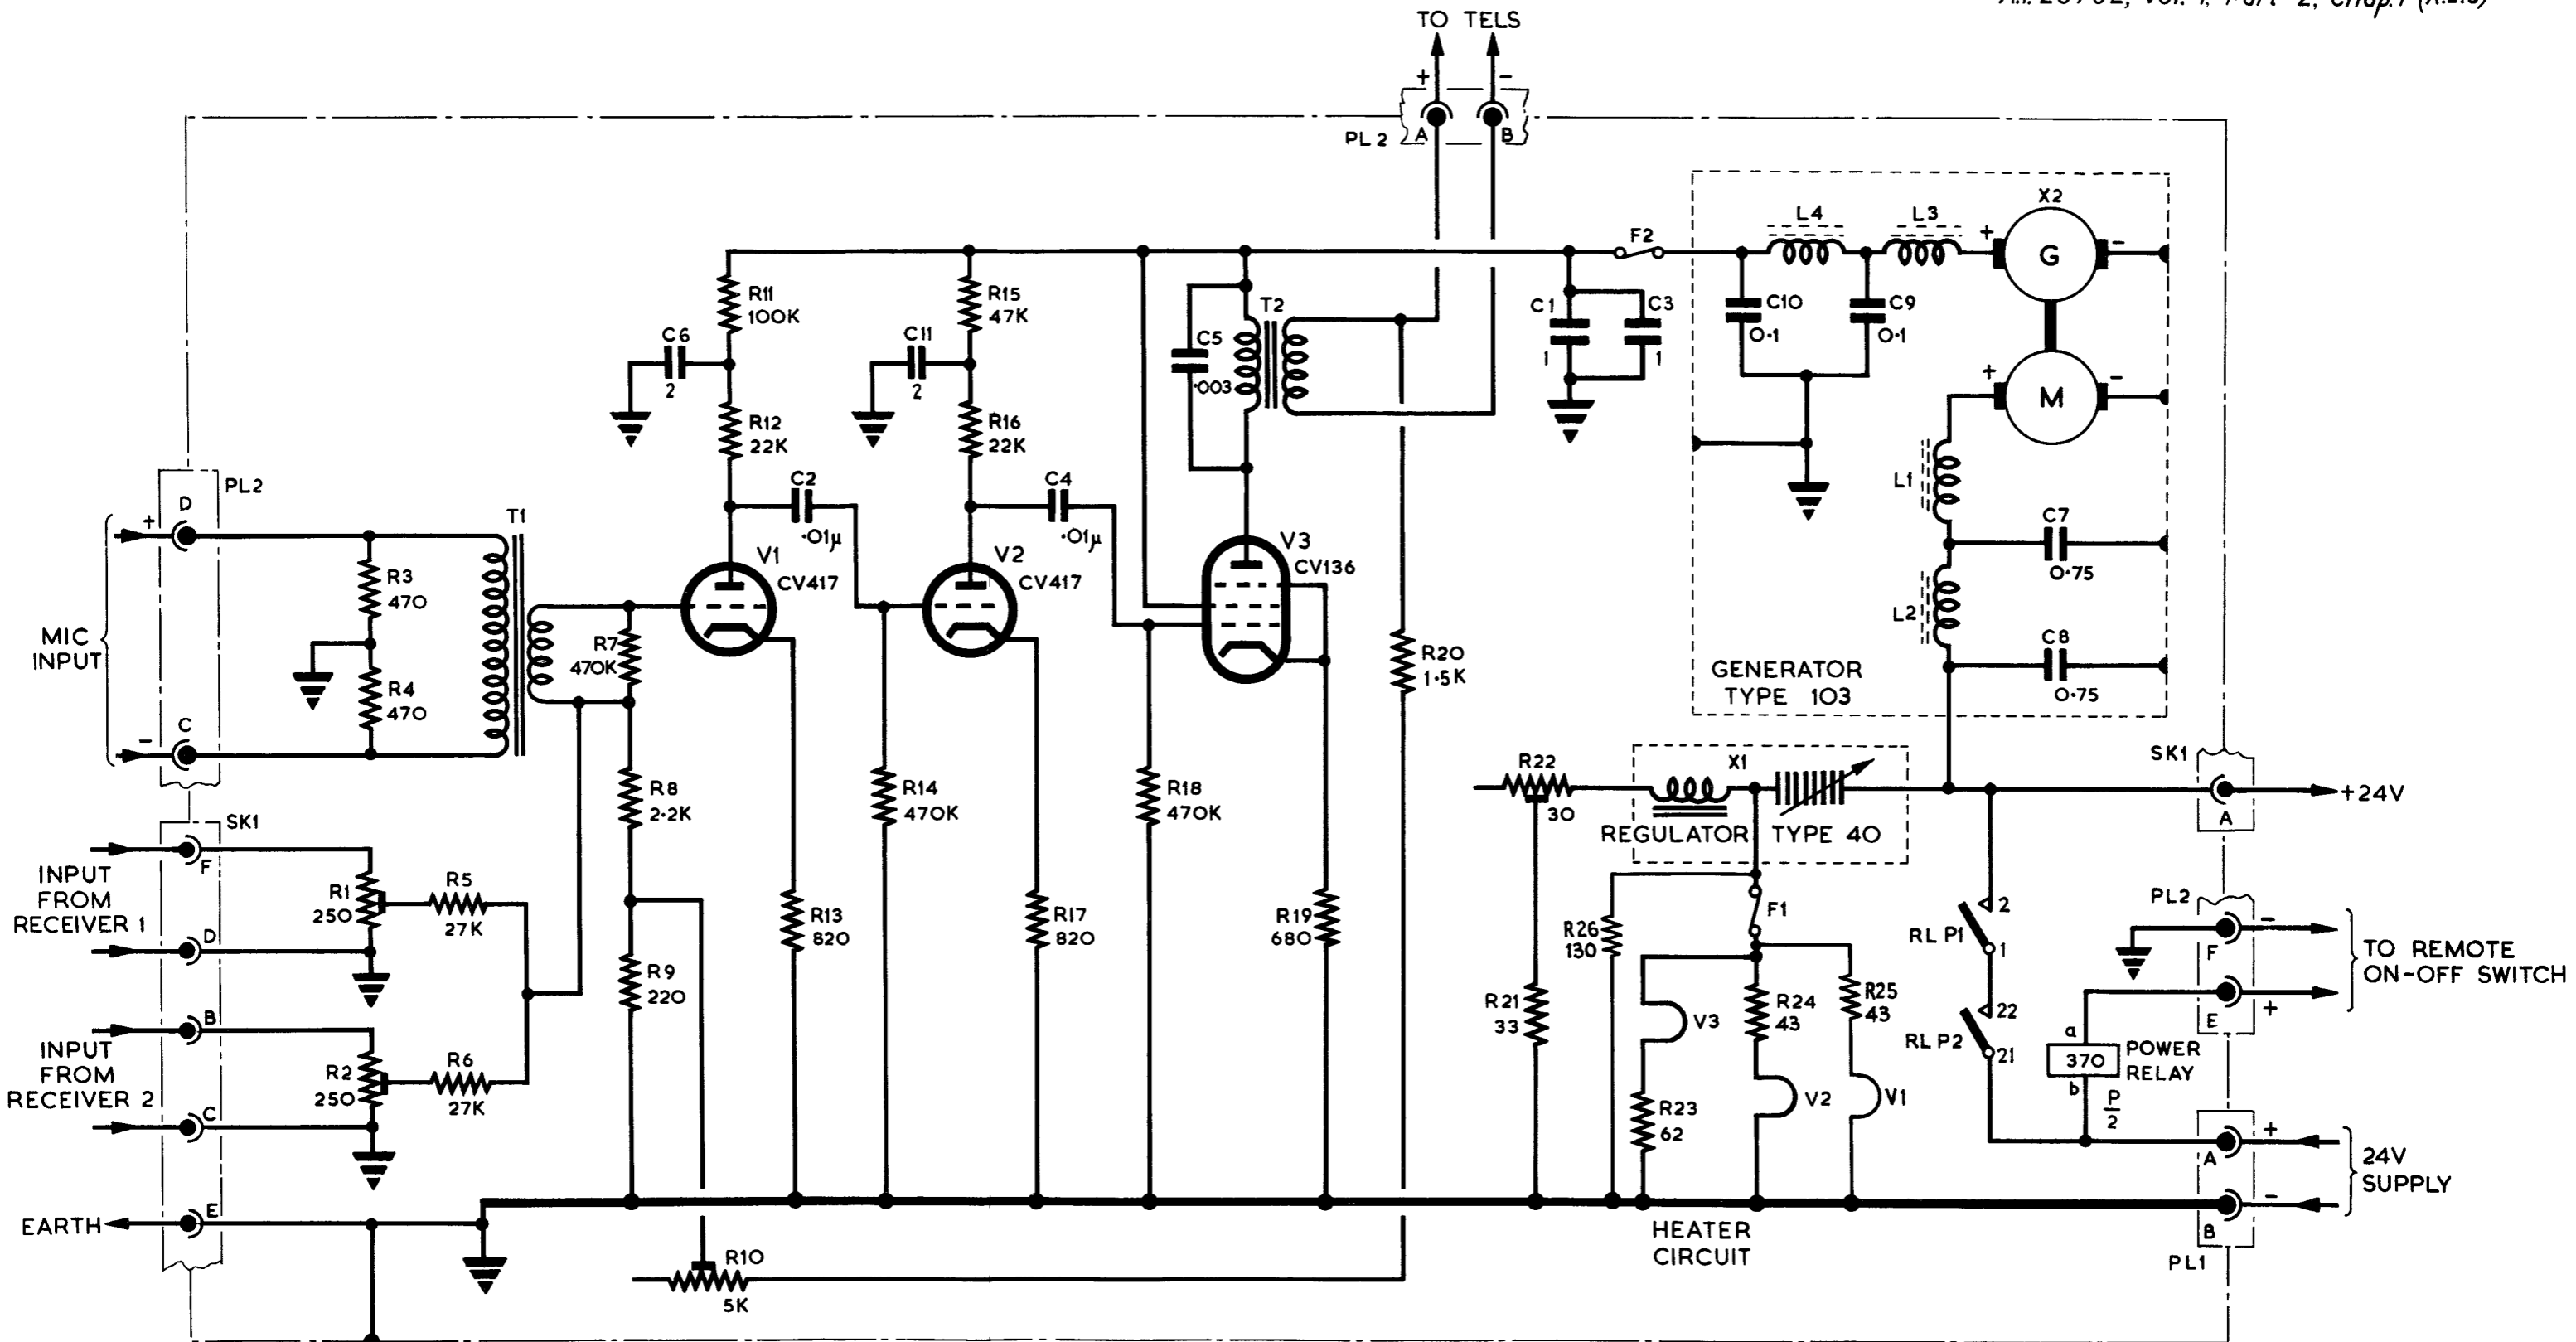 TO TELS
+ -
PL 2 A B
F2
L4 L3 X2
+ G -
C10
0·1
C9
0·1
+ M -
L1
C7
0·75
L2
C8
0·75
GENERATOR
TYPE 103
R11
100K
C6
2
R12
22K
R15
47K
C11
2
R16
22K
C5
·003
T2
C1
1
C3
1
C2
·01µ
C4
·01µ
V1
CV417
V2
CV417
V3
CV136
PL2
D
+
MIC
INPUT
-
C
R3
470
R4
470
T1
R7
470K
R8
2·2K
R9
220
R10
5K
R13
820
R14
470K
R17
820
R18
470K
R19
680
R20
1·5K
SK1
F
INPUT
FROM
RECEIVER 1
D
R1
250
R5
27K
B
INPUT
FROM
RECEIVER 2
C
R2
250
R6
27K
EARTH
E
R22
30
X1
REGULATOR TYPE 40
R21
33
R26
130
F1
V3
R23
62
R24
43
V2
R25
43
V1
HEATER
CIRCUIT
SK1
A
+24V
RL P1
2
1
RL P2
22
21
PL2
F
-
E
+
TO REMOTE
ON-OFF SWITCH
a
370
b
POWER
RELAY
P
2
A
+
24V
SUPPLY
B
-
PL1